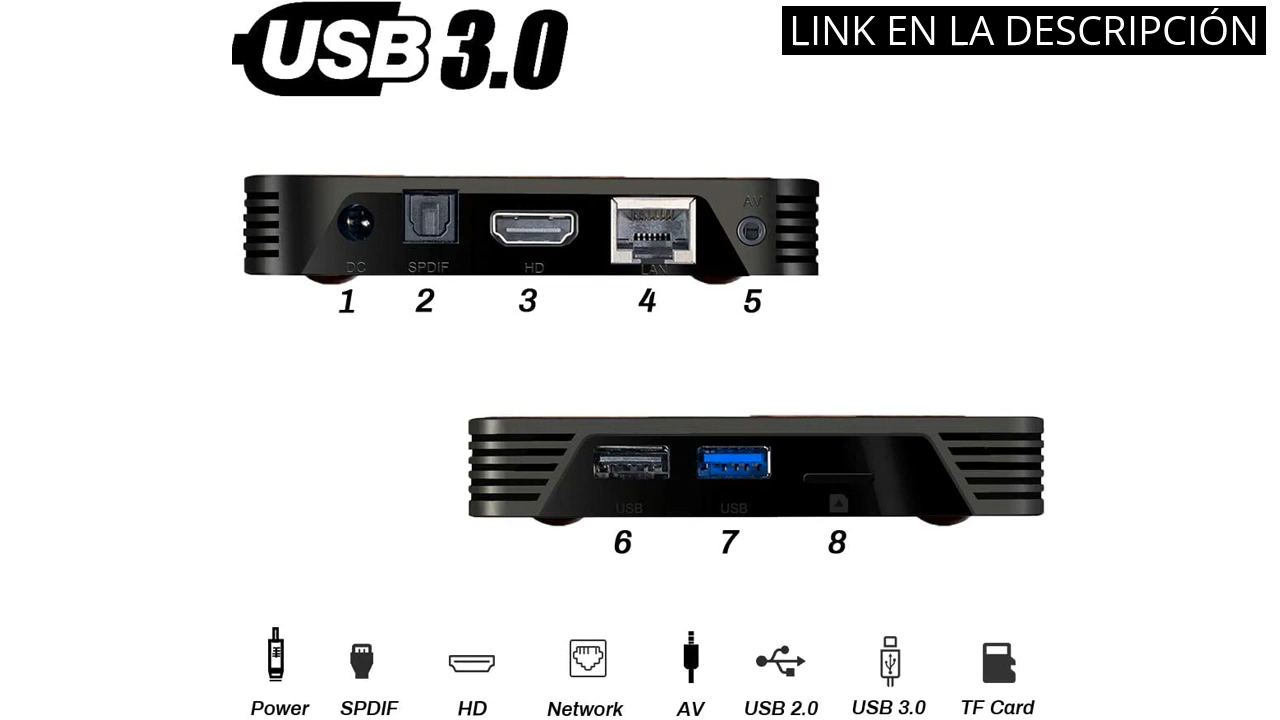 USB 3.0
LINK EN LA DESCRIPCIÓN
AV
DC SPDIF HD LAN
1 2 3 4 5
USB USB
6 7 8
Power SPDIF HD Network AV USB 2.0 USB 3.0 TF Card